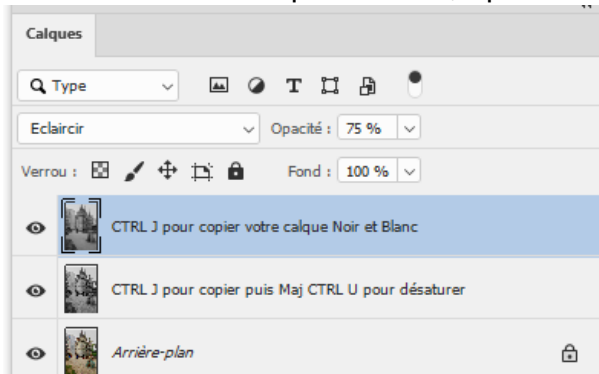 Calques
Type
T
Eclaircir Opacité : 75 %
Verrou : Fond : 100 %
CTRL J pour copier votre calque Noir et Blanc
CTRL J pour copier puis Maj CTRL U pour désaturer
Arrière-plan